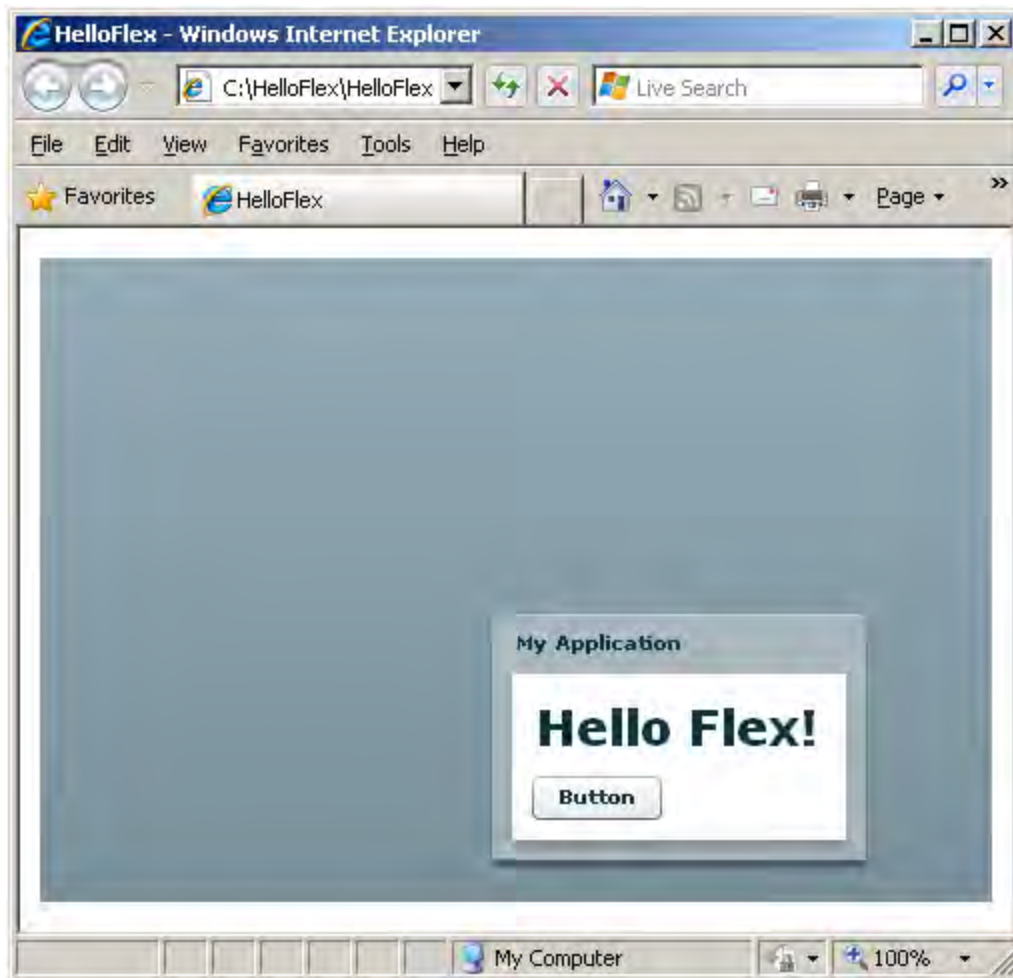 HelloFlex - Windows Internet Explorer
C:\HelloFlex\HelloFlex
Live Search
File Edit View Favorites Tools Help
Favorites HelloFlex Page »
My Application
Hello Flex!
Button
My Computer 100%